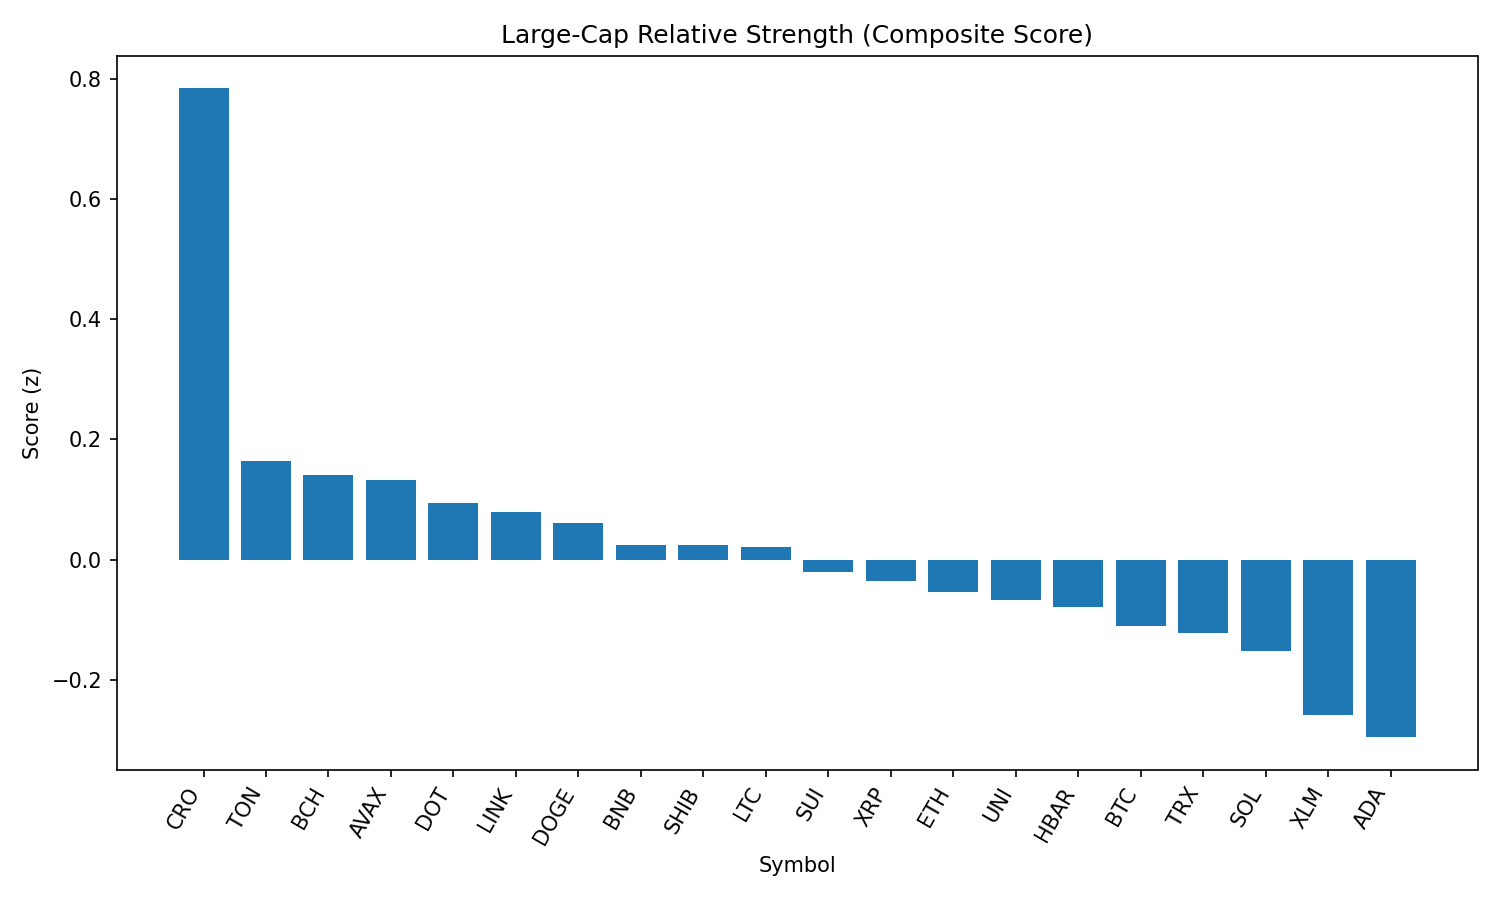 Large-Cap Relative Strength (Composite Score)
Score (z)
0.8
0.6
0.4
0.2
0.0
−0.2
CRO
TON
BCH
AVAX
DOT
LINK
DOGE
BNB
SHIB
LTC
SUI
XRP
ETH
UNI
HBAR
BTC
TRX
SOL
XLM
ADA
Symbol